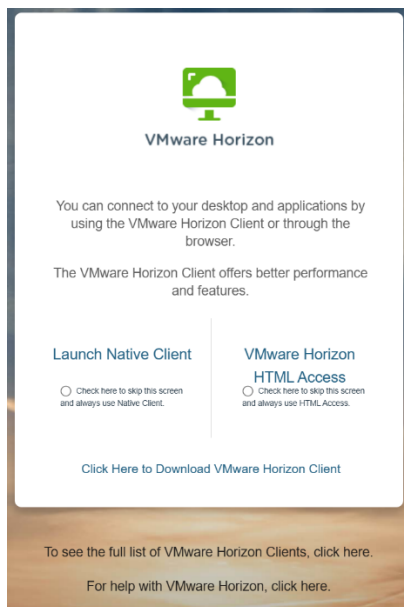 VMware Horizon
You can connect to your desktop and applications by
using the VMware Horizon Client or through the
browser.
The VMware Horizon Client offers better performance
and features.
Launch Native Client
Check here to skip this screen
and always use Native Client.
VMware Horizon
HTML Access
Check here to skip this screen
and always use HTML Access.
Click Here to Download VMware Horizon Client
To see the full list of VMware Horizon Clients, click here.
For help with VMware Horizon, click here.